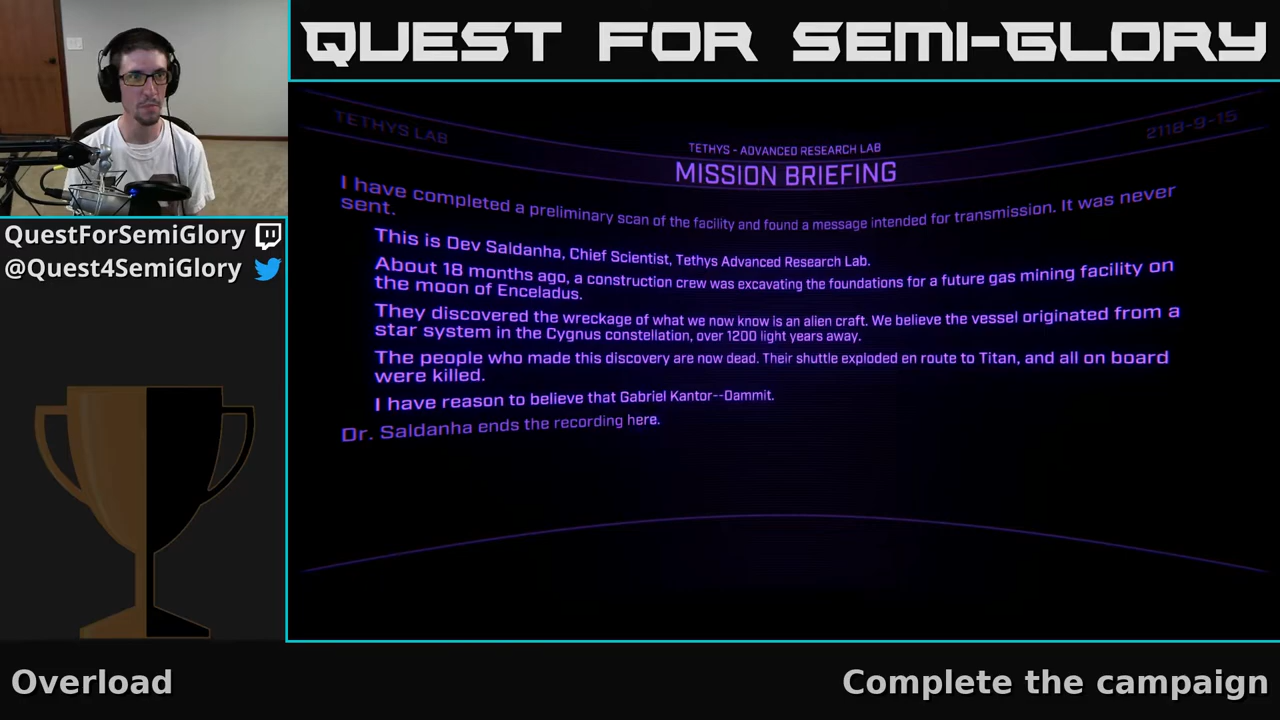 QUEST FOR SEMI-GLORY
TETHYS LAB
2118-9-15
TETHYS - ADVANCED RESEARCH LAB
MISSION BRIEFING
I have completed a preliminary scan of the facility and found a message intended for transmission. It was never
sent.
This is Dev Saldanha, Chief Scientist, Tethys Advanced Research Lab.
About 18 months ago, a construction crew was excavating the foundations for a future gas mining facility on
the moon of Enceladus.
They discovered the wreckage of what we now know is an alien craft. We believe the vessel originated from a
star system in the Cygnus constellation, over 1200 light years away.
The people who made this discovery are now dead. Their shuttle exploded en route to Titan, and all on board
were killed.
I have reason to believe that Gabriel Kantor--Dammit.
Dr. Saldanha ends the recording here.
QuestForSemiGlory
@Quest4SemiGlory
Overload
Complete the campaign